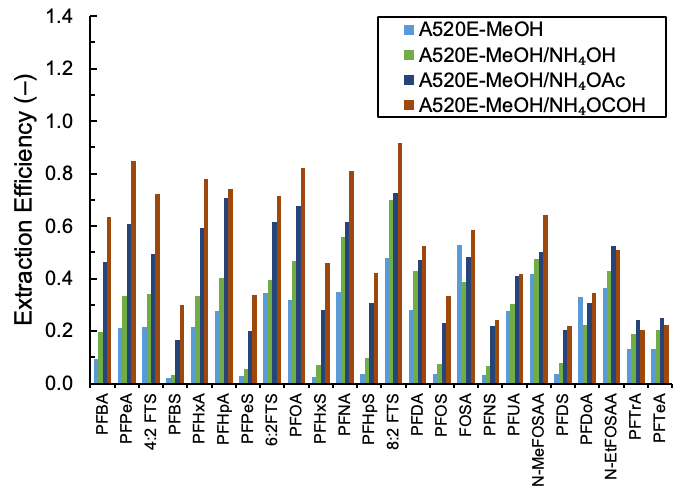 1.4
1.2
1.0
0.8
0.6
0.4
0.2
0.0
Extraction Efficiency (–)
A520E-MeOH
A520E-MeOH/NH₄OH
A520E-MeOH/NH₄OAc
A520E-MeOH/NH₄OCOH
PFBA
PFPeA
4:2 FTS
PFBS
PFHxA
PFHpA
PFPeS
6:2FTS
PFOA
PFHxS
PFNA
PFHpS
8:2 FTS
PFDA
PFOS
FOSA
PFNS
PFUA
N-MeFOSAA
PFDS
PFDoA
N-EtFOSAA
PFTrA
PFTeA